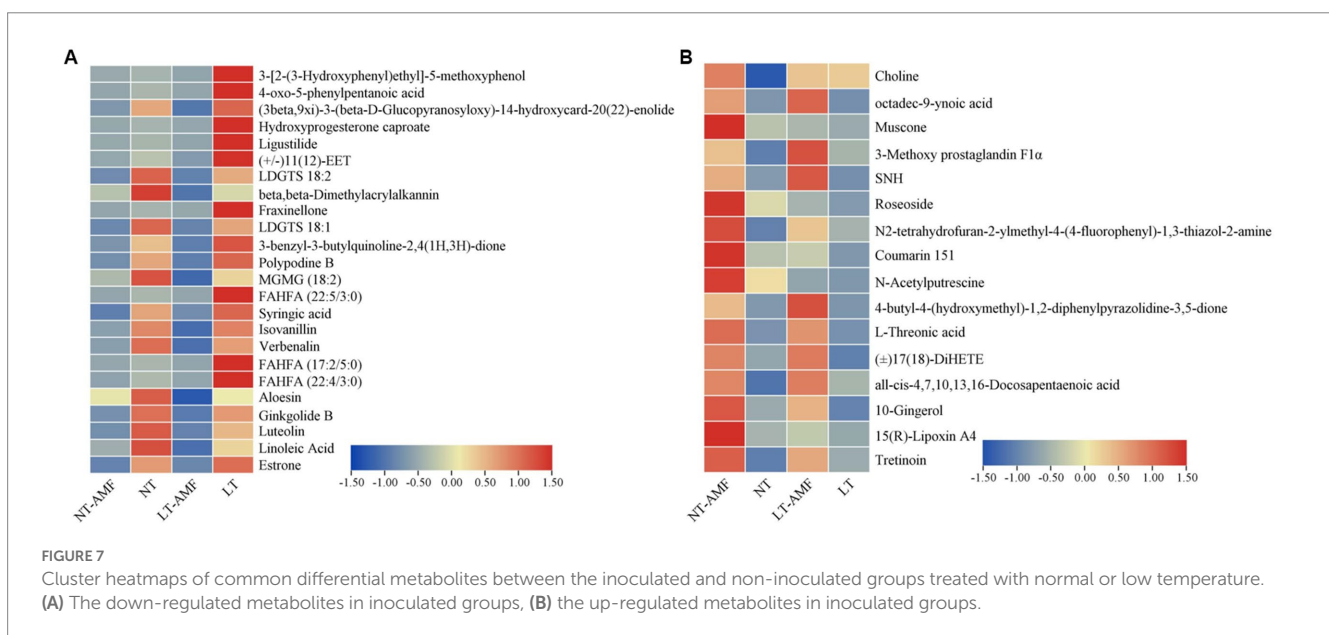 A
3-[2-(3-Hydroxyphenyl)ethyl]-5-methoxyphenol
4-oxo-5-phenylpentanoic acid
(3beta,9xi)-3-(beta-D-Glucopyranosyloxy)-14-hydroxycard-20(22)-enolide
Hydroxyprogesterone caproate
Ligustilide
(+/-)11(12)-EET
LDGTS 18:2
beta,beta-Dimethylacrylalkannin
Fraxinellone
LDGTS 18:1
3-benzyl-3-butylquinoline-2,4(1H,3H)-dione
Polypodine B
MGMG (18:2)
FAHFA (22:5/3:0)
Syringic acid
Isovanillin
Verbenalin
FAHFA (17:2/5:0)
FAHFA (22:4/3:0)
Aloesin
Ginkgolide B
Luteolin
Linoleic Acid
Estrone
-1.50 -1.00 -0.50 0.00 0.50 1.00 1.50
NT-AMF NT LT-AMF LT
B
Choline
octadec-9-ynoic acid
Muscone
3-Methoxy prostaglandin F1α
SNH
Roseoside
N2-tetrahydrofuran-2-ylmethyl-4-(4-fluorophenyl)-1,3-thiazol-2-amine
Coumarin 151
N-Acetylputrescine
4-butyl-4-(hydroxymethyl)-1,2-diphenylpyrazolidine-3,5-dione
L-Threonic acid
(±)17(18)-DiHETE
all-cis-4,7,10,13,16-Docosapentaenoic acid
10-Gingerol
15(R)-Lipoxin A4
Tretinoin
-1.50 -1.00 -0.50 0.00 0.50 1.00 1.50
NT-AMF NT LT-AMF LT
FIGURE 7
Cluster heatmaps of common differential metabolites between the inoculated and non-inoculated groups treated with normal or low temperature.
(A) The down-regulated metabolites in inoculated groups, (B) the up-regulated metabolites in inoculated groups.